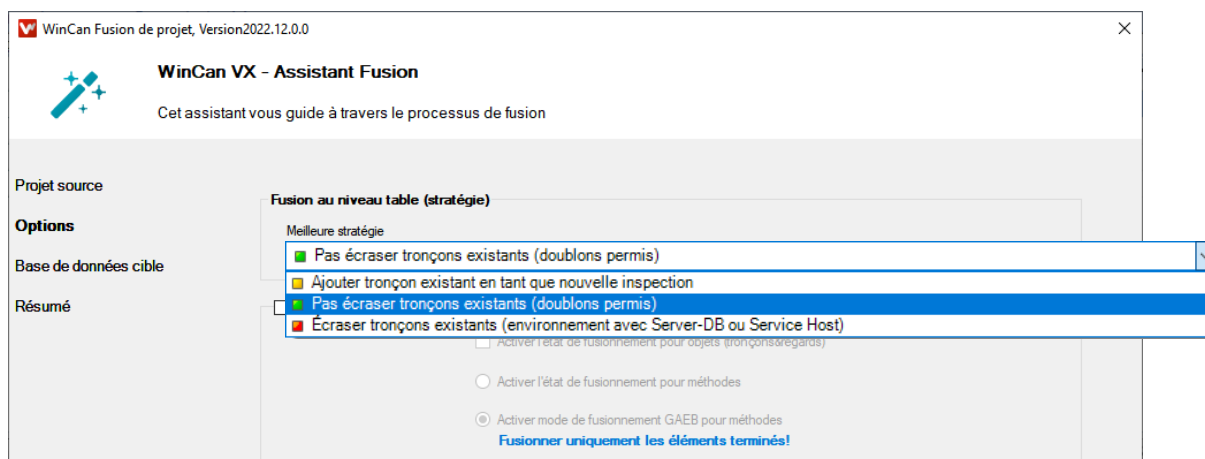 WinCan Fusion de projet, Version2022.12.0.0
WinCan VX - Assistant Fusion
Cet assistant vous guide à travers le processus de fusion
Projet source
Options
Base de données cible
Résumé
Fusion au niveau table (stratégie)
Meilleure stratégie
Pas écraser tronçons existants (doublons permis)
Ajouter tronçon existant en tant que nouvelle inspection
Pas écraser tronçons existants (doublons permis)
Écraser tronçons existants (environnement avec Server-DB ou Service Host)
Activer l'état de fusionnement pour objets (tronçons&regards)
Activer l'état de fusionnement pour méthodes
Activer mode de fusionnement GAEB pour méthodes
Fusionner uniquement les éléments terminés!